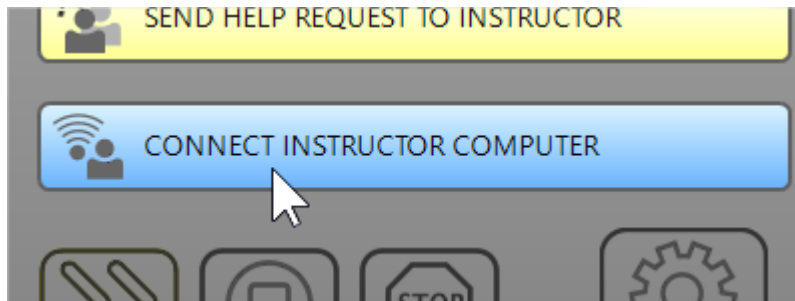 SEND HELP REQUEST TO INSTRUCTOR
CONNECT INSTRUCTOR COMPUTER
STOP